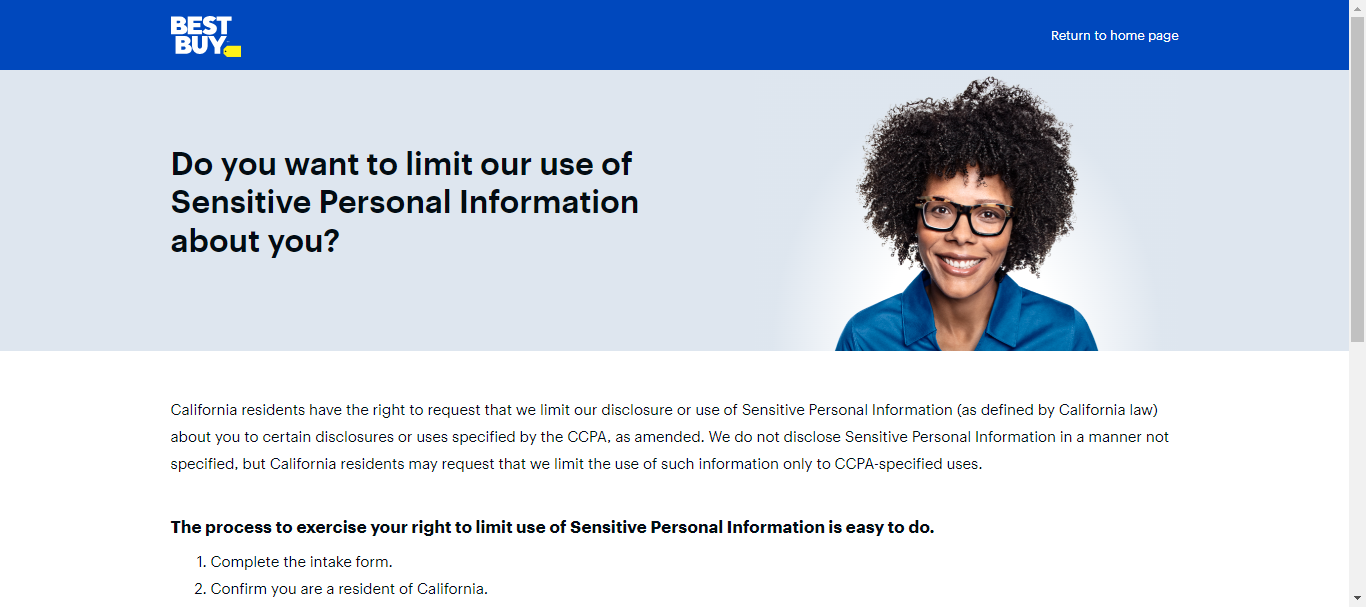 BEST
BUY
Return to home page
Do you want to limit our use of
Sensitive Personal Information
about you?
California residents have the right to request that we limit our disclosure or use of Sensitive Personal Information (as defined by California law)
about you to certain disclosures or uses specified by the CCPA, as amended. We do not disclose Sensitive Personal Information in a manner not
specified, but California residents may request that we limit the use of such information only to CCPA-specified uses.
The process to exercise your right to limit use of Sensitive Personal Information is easy to do.
1. Complete the intake form.
2. Confirm you are a resident of California.